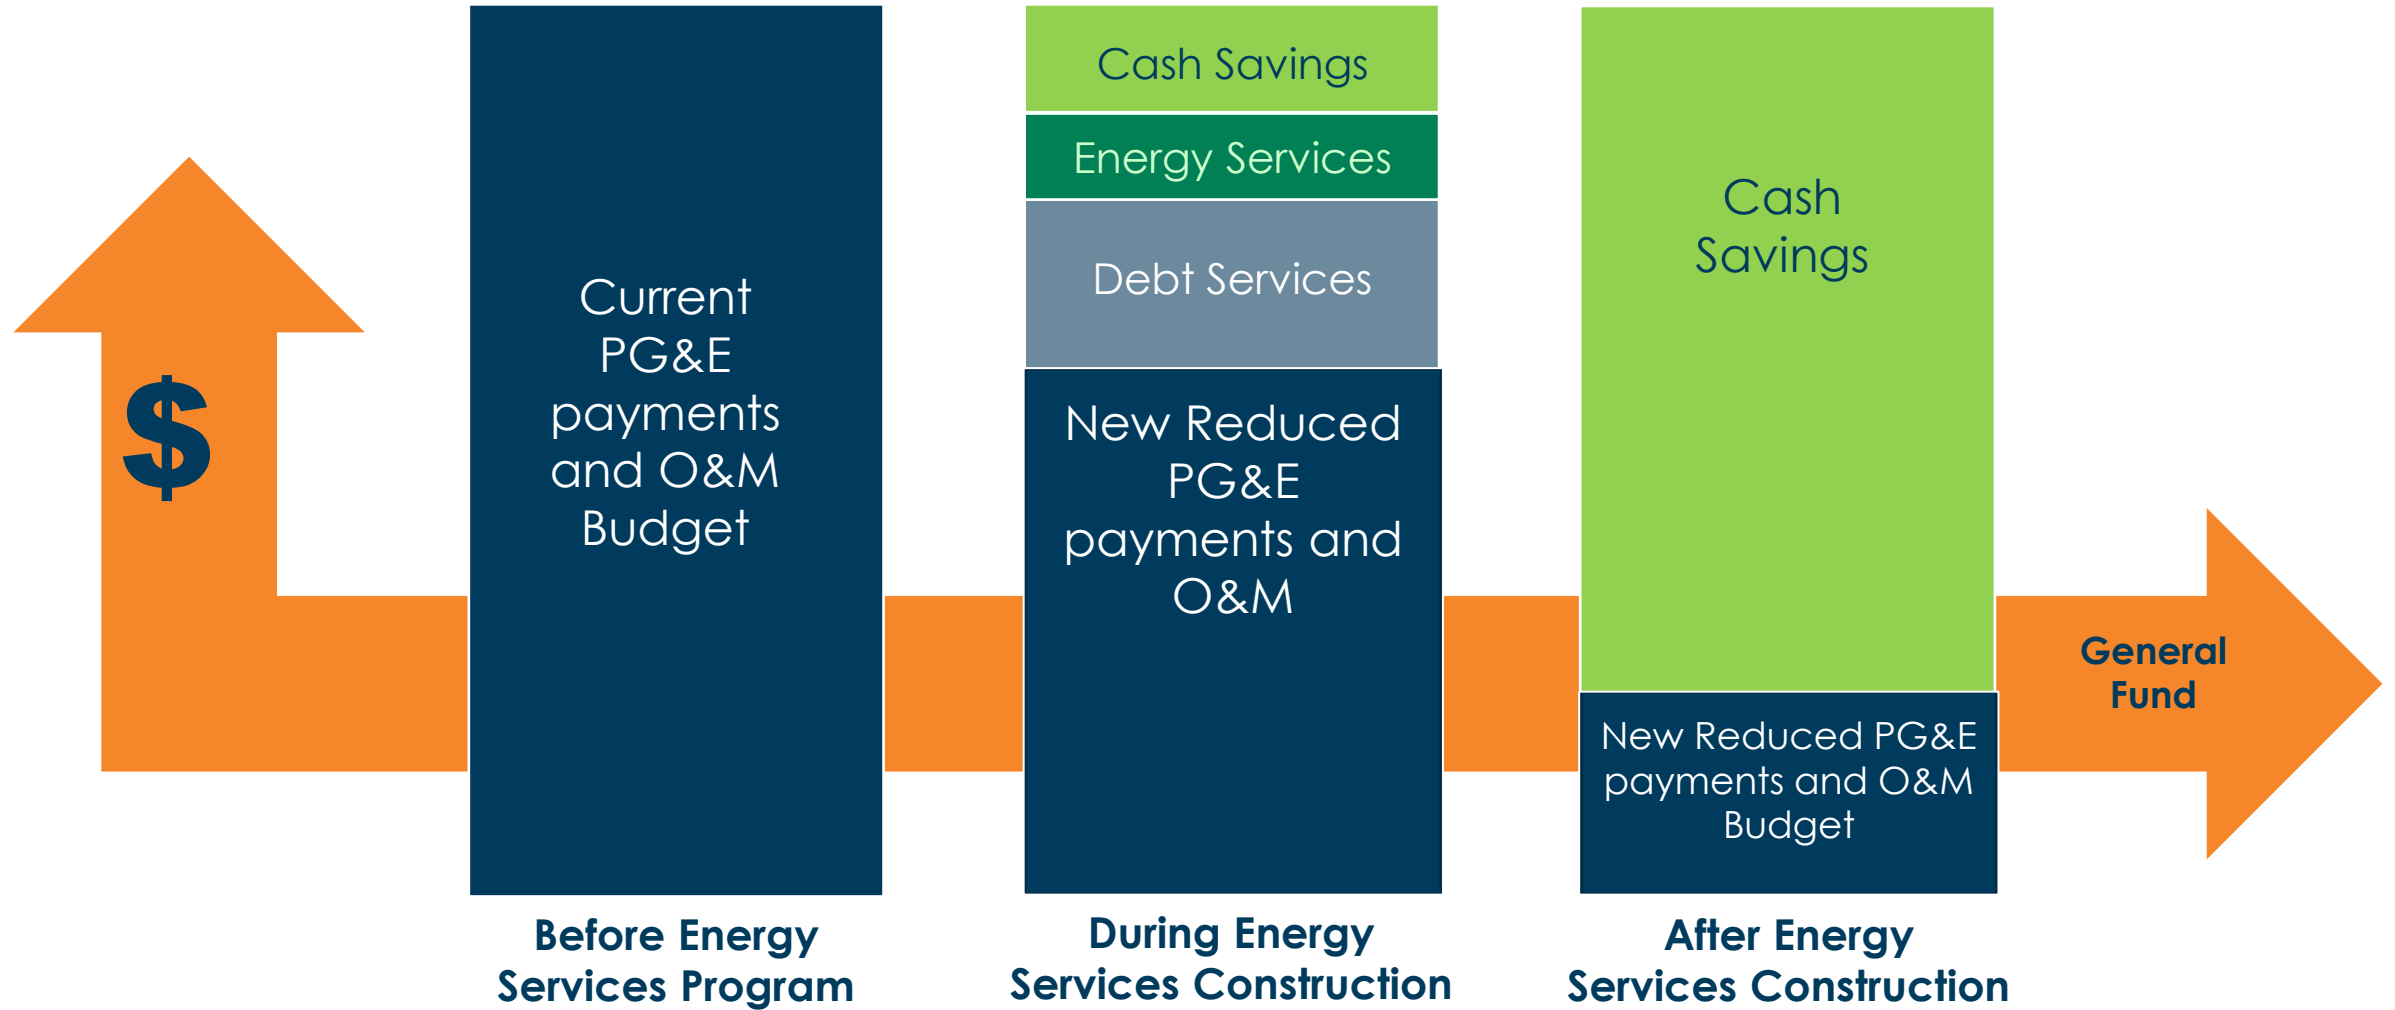 $
Current
PG&E
payments
and O&M
Budget
Before Energy
Services Program
Cash Savings
Energy Services
Debt Services
New Reduced
PG&E
payments and
O&M
During Energy
Services Construction
Cash
Savings
New Reduced PG&E
payments and O&M
Budget
After Energy
Services Construction
General
Fund